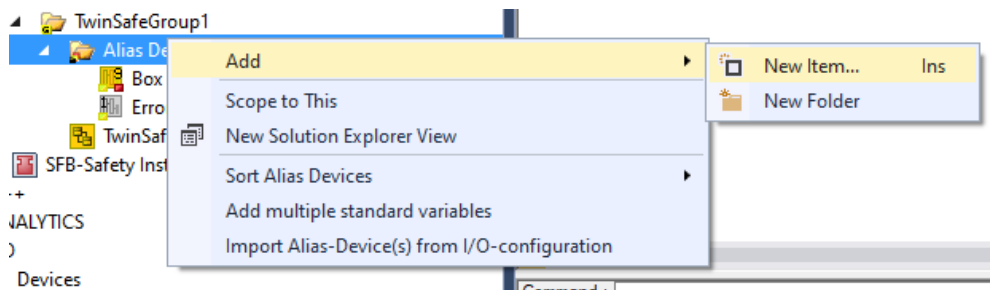 TwinSafeGroup1
Alias De
Add
New Item... Ins
Box
New Folder
Erro
Scope to This
TwinSaf
New Solution Explorer View
SFB-Safety Inst
Sort Alias Devices
Add multiple standard variables
NALYTICS
Import Alias-Device(s) from I/O-configuration
Devices
Command